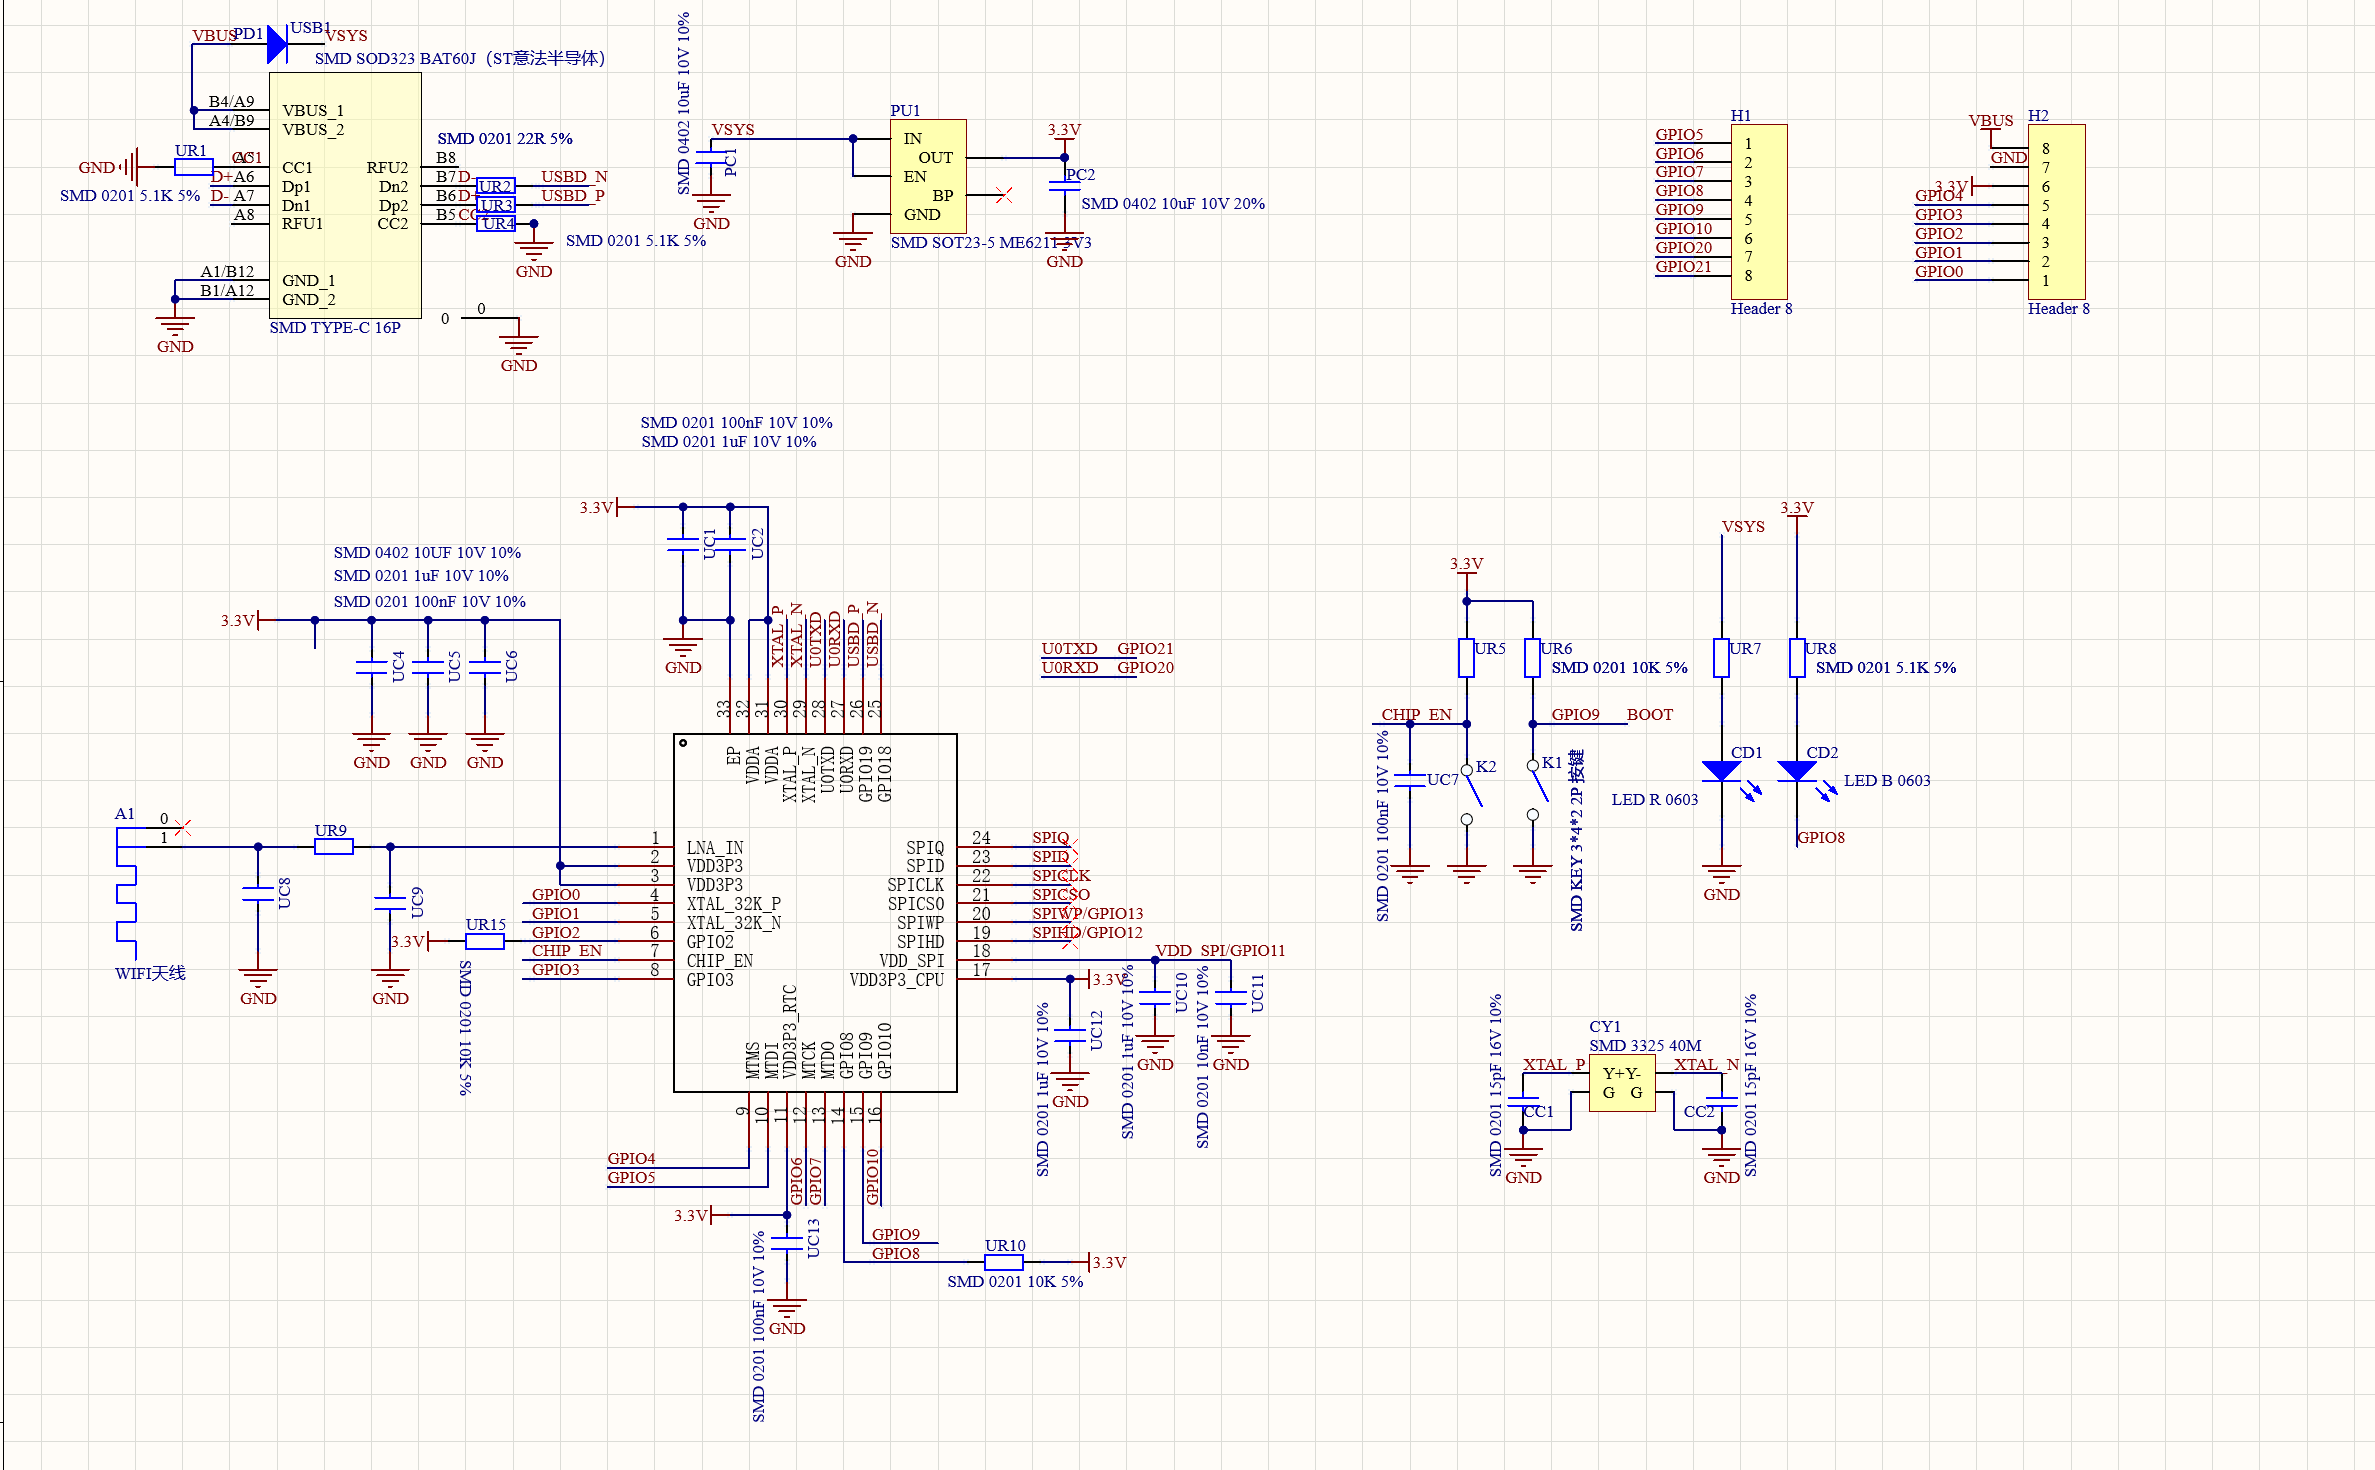 VBUS
PD1
USB1
VSYS
SMD SOD323 BAT60J（ST意法半导体）
B4/A9
A4/B9
VBUS_1
VBUS_2
SMD 0201 22R 5%
GND
UR1
CC1
A5
D+
A6
D-
A7
A8
SMD 0201 5.1K 5%
CC1
Dp1
Dn1
RFU1
RFU2
Dn2
Dp2
CC2
B8
B7
D-
UR2
USBD_N
B6
D+
UR3
USBD_P
B5
UR4
SMD 0201 5.1K 5%
GND
A1/B12
B1/A12
GND_1
GND_2
GND
SMD TYPE-C 16P
0
0
GND
SMD 0402 10uF 10V 10%
VSYS
PC1
GND
PU1
IN
OUT
EN
BP
GND
SMD SOT23-5 ME6211 3V3
GND
3.3V
PC2
SMD 0402 10uF 10V 20%
GND
H1
GPIO5 1
GPIO6 2
GPIO7 3
GPIO8 4
GPIO9 5
GPIO10 6
GPIO20 7
GPIO21 8
Header 8
H2
VBUS 8
GND 7
3.3V 6
GPIO4 5
GPIO3 4
GPIO2 3
GPIO1 2
GPIO0 1
Header 8
SMD 0201 100nF 10V 10%
SMD 0201 1uF 10V 10%
3.3V
UC1
UC2
GND
SMD 0402 10UF 10V 10%
SMD 0201 1uF 10V 10%
SMD 0201 100nF 10V 10%
3.3V
UC4
UC5
UC6
GND
GND
GND
XTAL_P
XTAL_N
U0TXD
U0RXD
USBD_P
USBD_N
33
32
31
30
29
28
27
26
25
EP
VDDA
VDDA
XTAL_P
XTAL_N
UOTXD
UORXD
GPIO19
GPIO18
U0TXD GPIO21
U0RXD GPIO20
A1
0
1
WIFI天线
UR9
UC8
GND
UC9
GND
1 LNA_IN
2 VDD3P3
3 VDD3P3
GPIO0 4 XTAL_32K_P
GPIO1 5 XTAL_32K_N
GPIO2 6 GPIO2
CHIP_EN 7 CHIP_EN
GPIO3 8 GPIO3
3.3V
UR15
SMD 0201 10K 5%
SPIQ 24 SPIQ
SPID 23 SPID
SPICLK 22 SPICLK
SPICSO 21 SPICSO
SPIWP 20 SPIWP/GPIO13
SPIHD 19 SPIHD/GPIO12
VDD_SPI 18 VDD_SPI/GPIO11
VDD3P3_CPU 17 3.3V
UC12
SMD 0201 1uF 10V 10%
GND
UC10
SMD 0201 1uF 10V 10%
GND
UC11
SMD 0201 10nF 10V 10%
GND
MTMS
MTDI
VDD3P3_RTC
MTCK
MTDO
GPIO8
GPIO9
GPIO10
9
10
11
12
13
14
15
16
GPIO4
GPIO5
GPIO6
GPIO7
GPIO10
3.3V
UC13
SMD 0201 100nF 10V 10%
GND
GPIO9
GPIO8
UR10
3.3V
SMD 0201 10K 5%
3.3V
UR5
UR6
SMD 0201 10K 5%
CHIP_EN
GPIO9 BOOT
UC7
SMD 0201 100nF 10V 10%
K2
K1
SMD KEY 3*4*2 2P 按键
VSYS
3.3V
UR7
UR8
SMD 0201 5.1K 5%
CD1
CD2
LED R 0603
LED B 0603
GND
GPIO8
CY1
SMD 3325 40M
XTAL_P
XTAL_N
Y+ Y-
G G
CC1
CC2
SMD 0201 15pF 16V 10%
SMD 0201 15pF 16V 10%
GND
GND